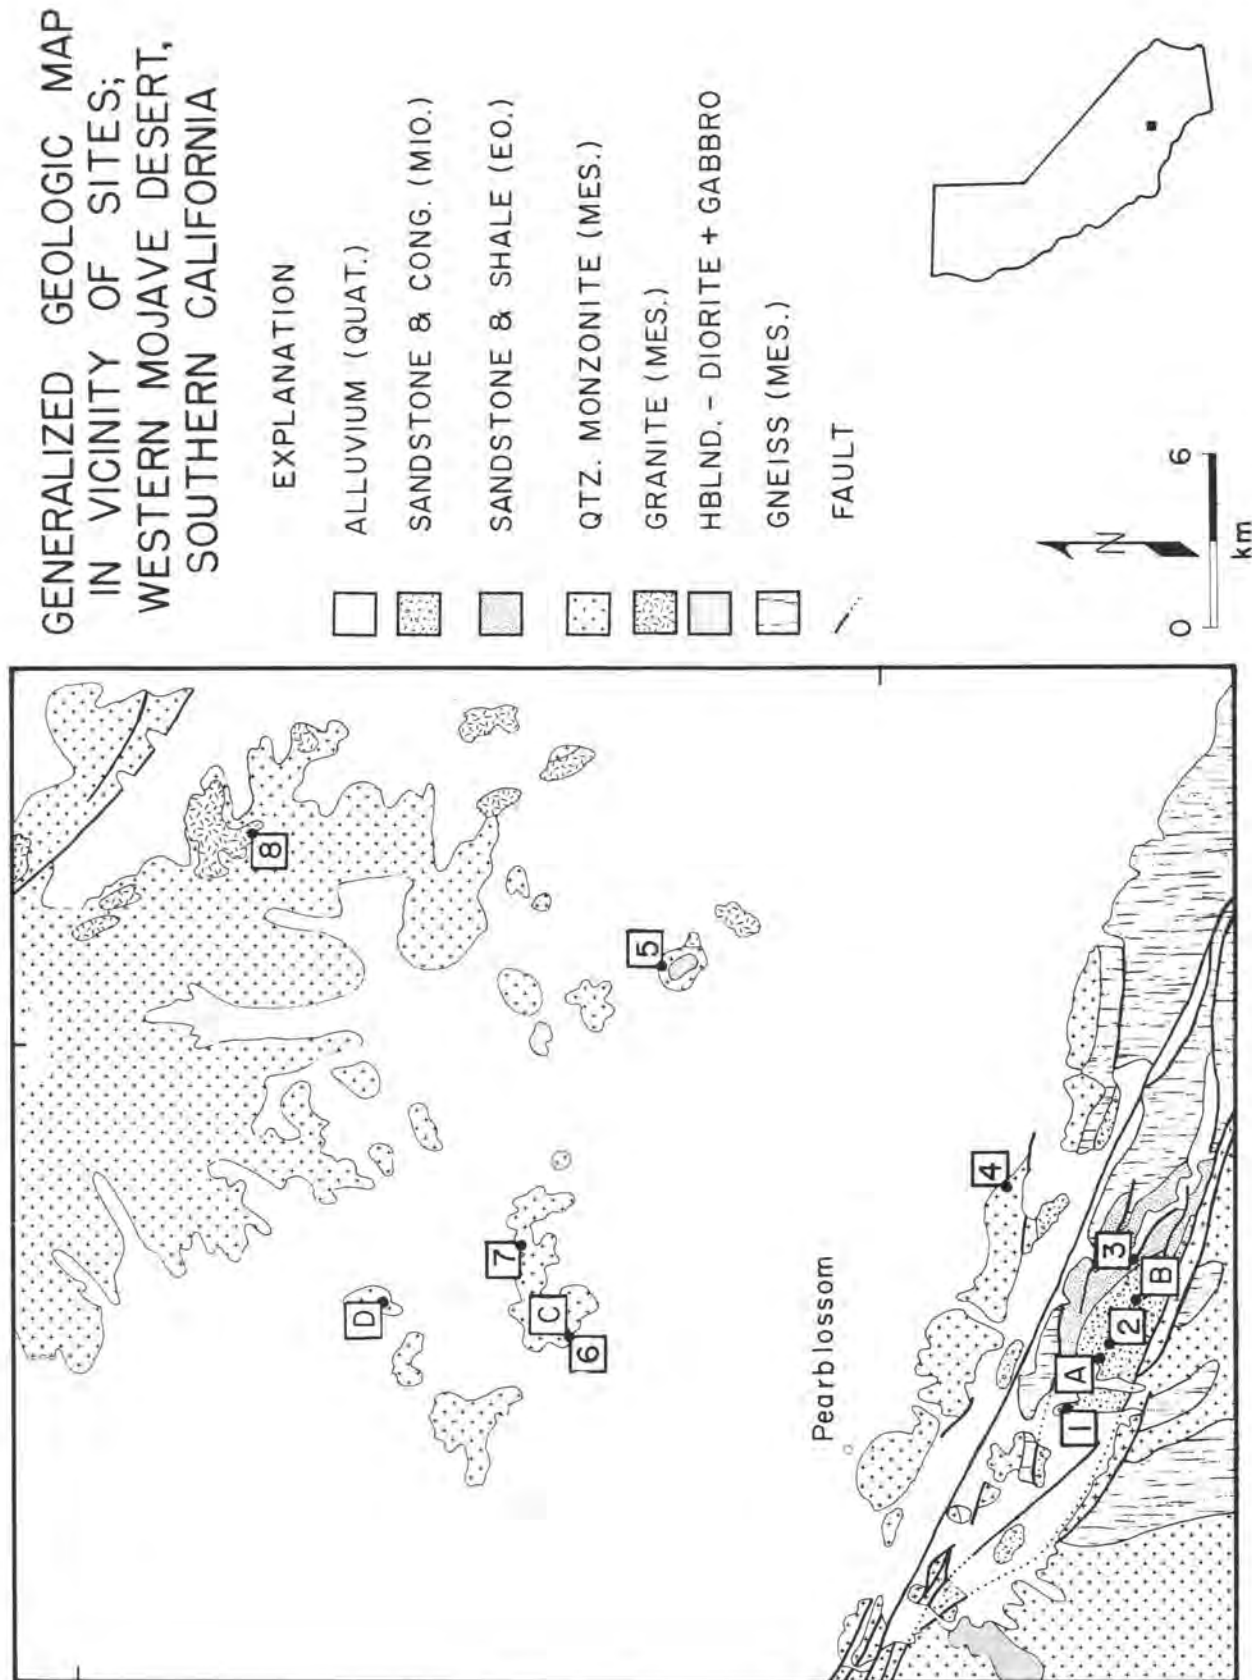 GENERALIZED GEOLOGIC MAP
IN VICINITY OF SITES;
WESTERN MOJAVE DESERT,
SOUTHERN CALIFORNIA
EXPLANATION
ALLUVIUM (QUAT.)
SANDSTONE & CONG. (MIO.)
SANDSTONE & SHALE (EO.)
QTZ. MONZONITE (MES.)
GRANITE (MES.)
HBLND. - DIORITE + GABBRO
GNEISS (MES.)
FAULT
N
0 6
km
8
5
7
D
C
6
4
Pearblossom
3
B
2
A
1